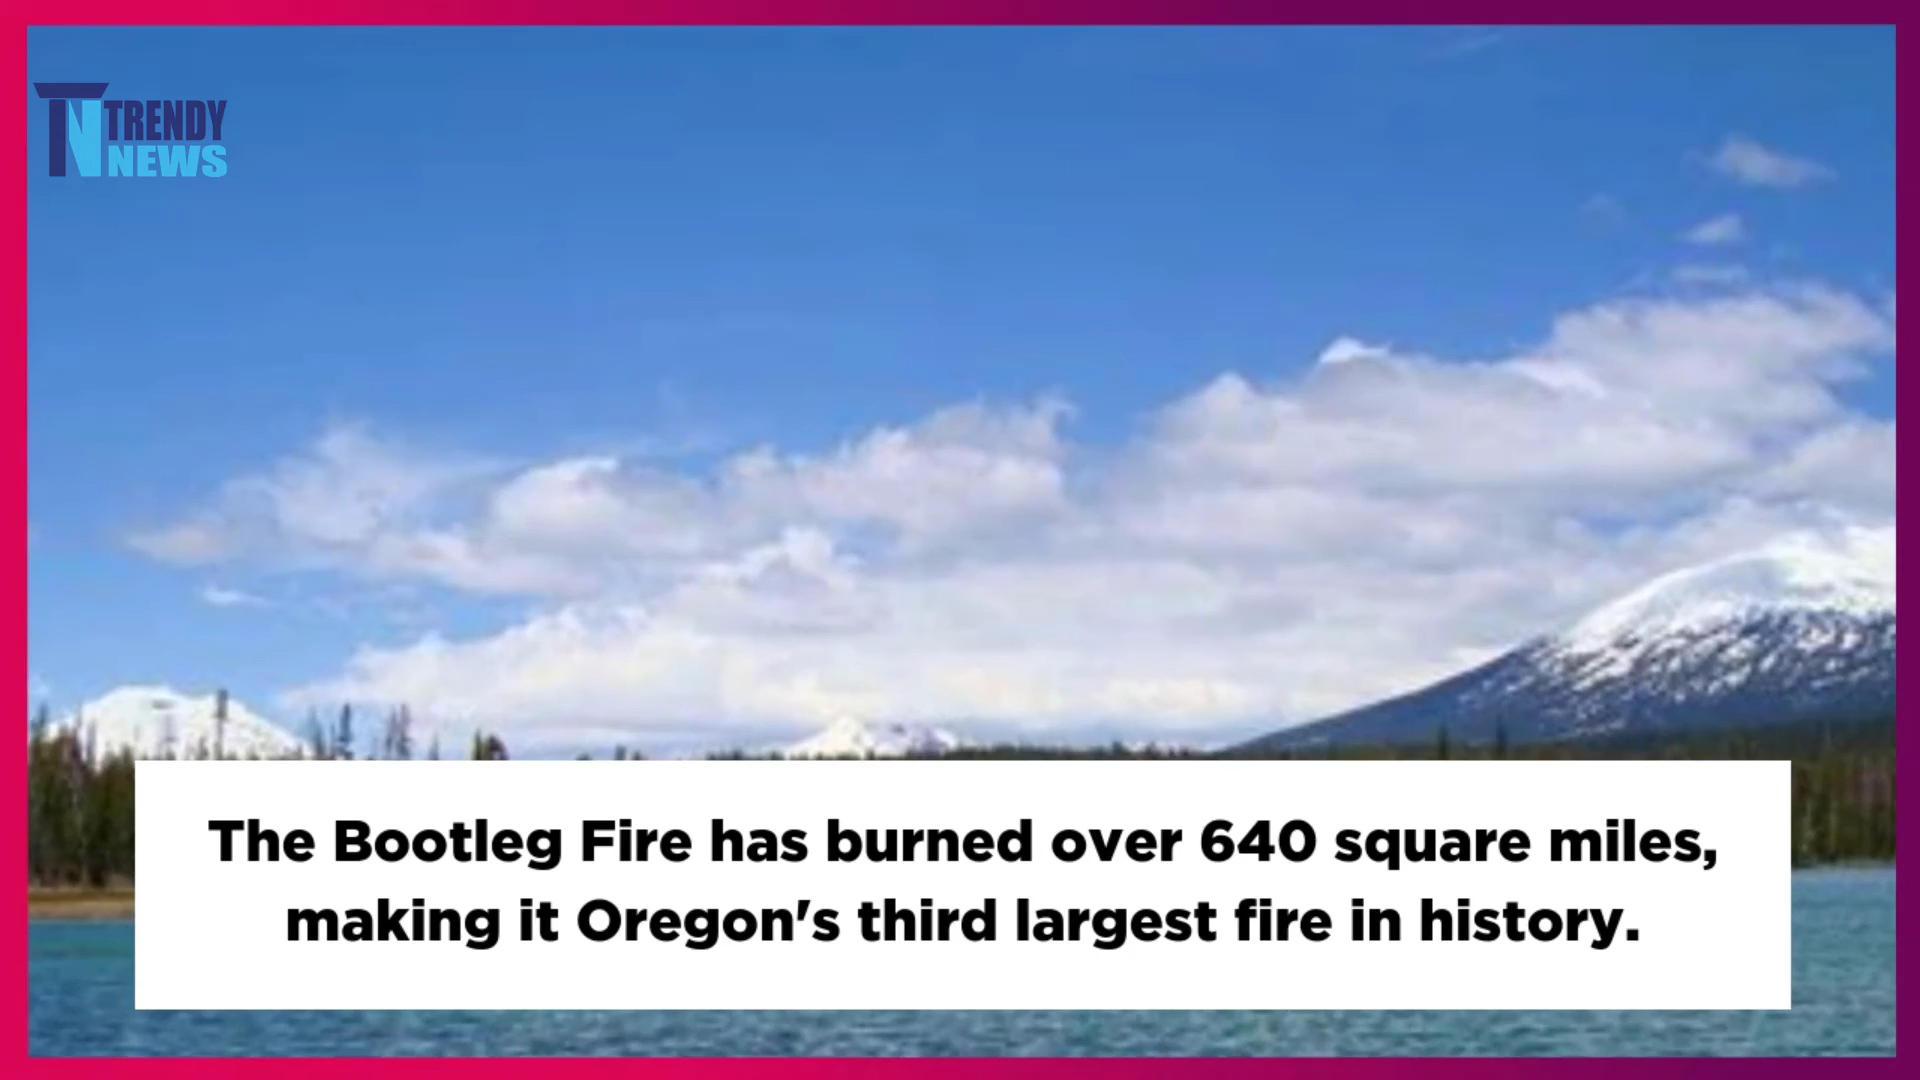 TN TRENDY
NEWS
The Bootleg Fire has burned over 640 square miles,
making it Oregon's third largest fire in history.